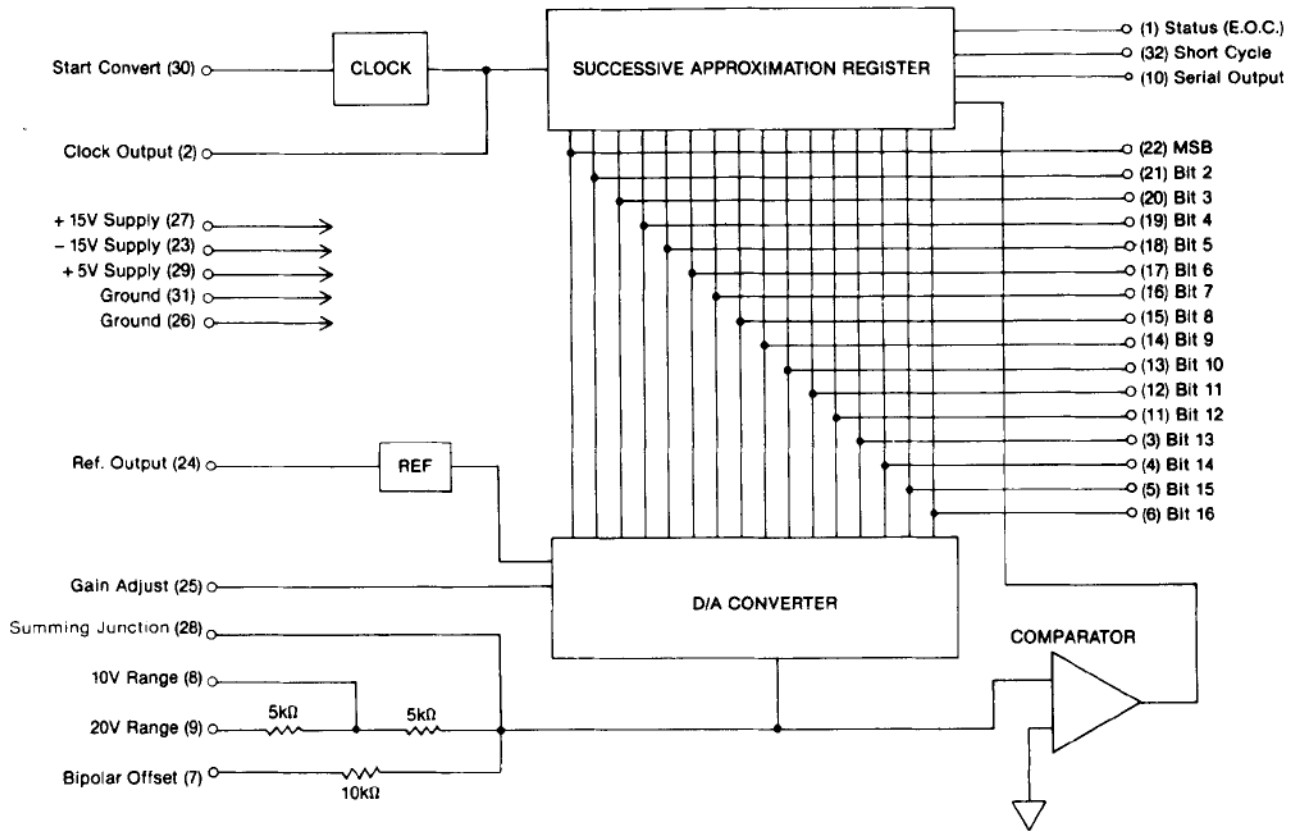 Start Convert (30)
CLOCK
SUCCESSIVE APPROXIMATION REGISTER
(1) Status (E.O.C.)
(32) Short Cycle
(10) Serial Output
Clock Output (2)
+ 15V Supply (27)
− 15V Supply (23)
+ 5V Supply (29)
Ground (31)
Ground (26)
(22) MSB
(21) Bit 2
(20) Bit 3
(19) Bit 4
(18) Bit 5
(17) Bit 6
(16) Bit 7
(15) Bit 8
(14) Bit 9
(13) Bit 10
(12) Bit 11
(11) Bit 12
(3) Bit 13
(4) Bit 14
(5) Bit 15
(6) Bit 16
Ref. Output (24)
REF
Gain Adjust (25)
D/A CONVERTER
Summing Junction (28)
COMPARATOR
10V Range (8)
5kΩ
5kΩ
20V Range (9)
Bipolar Offset (7)
10kΩ